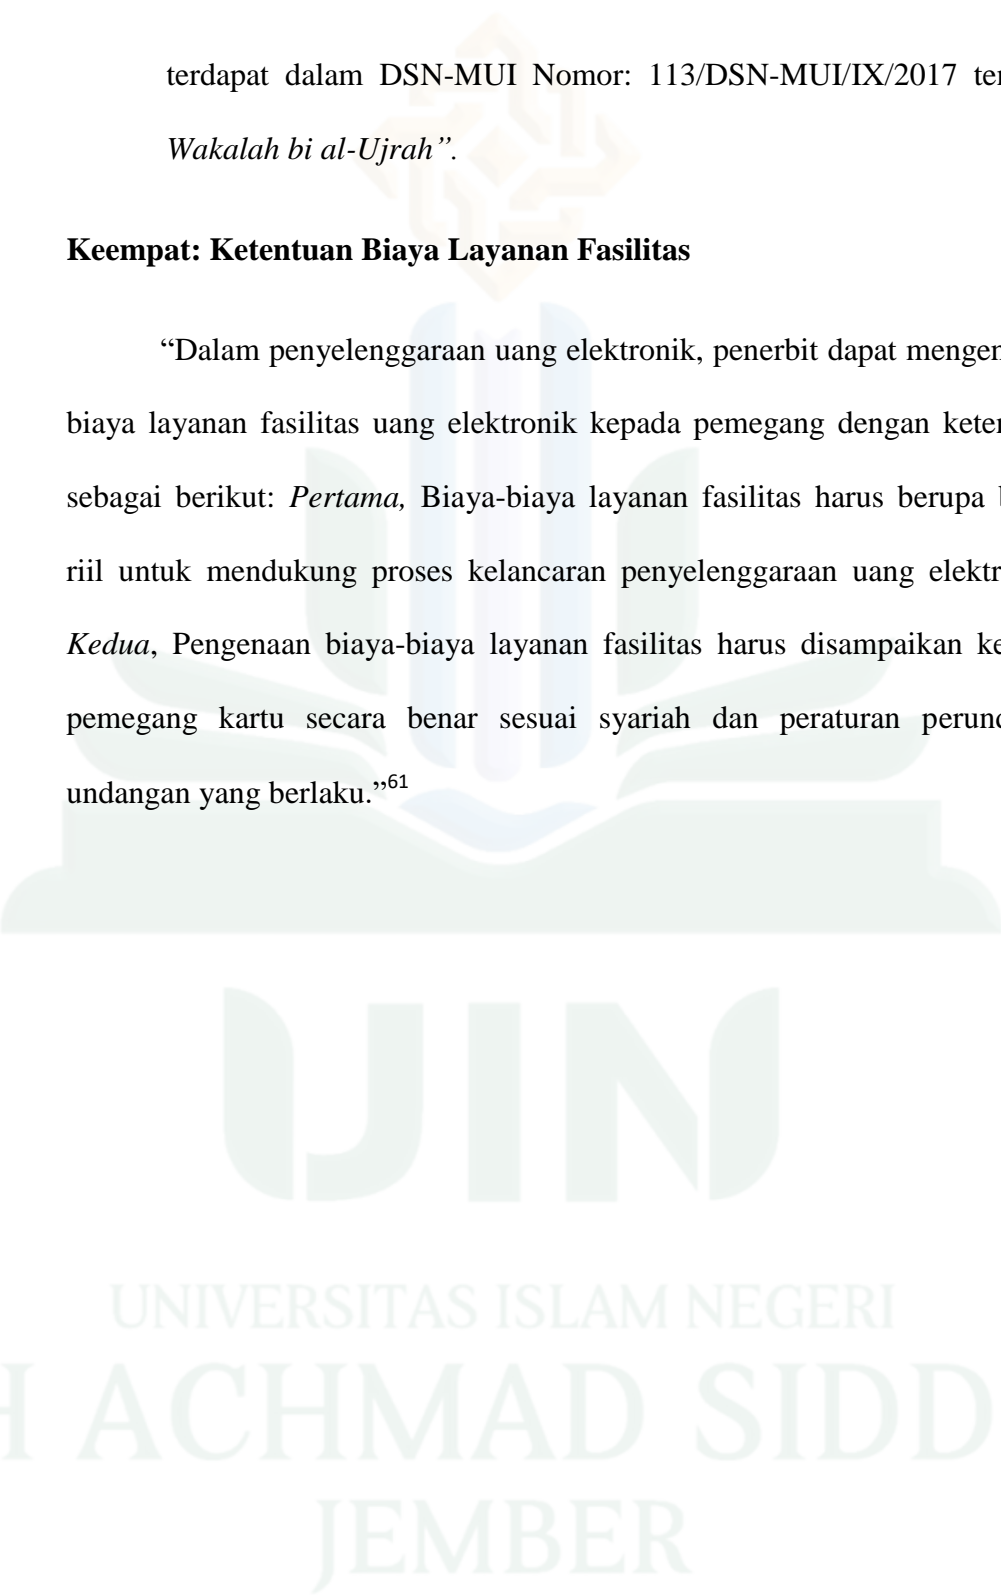 terdapat dalam DSN-MUI Nomor: 113/DSN-MUI/IX/2017 ter
Wakalah bi al-Ujrah”.
Keempat: Ketentuan Biaya Layanan Fasilitas
“Dalam penyelenggaraan uang elektronik, penerbit dapat mengen
biaya layanan fasilitas uang elektronik kepada pemegang dengan keter
sebagai berikut: Pertama, Biaya-biaya layanan fasilitas harus berupa
riil untuk mendukung proses kelancaran penyelenggaraan uang elektr
Kedua, Pengenaan biaya-biaya layanan fasilitas harus disampaikan ke
pemegang kartu secara benar sesuai syariah dan peraturan perund
undangan yang berlaku.”61
UIN
UNIVERSITAS ISLAM NEGERI
H ACHMAD SIDD
JEMBER